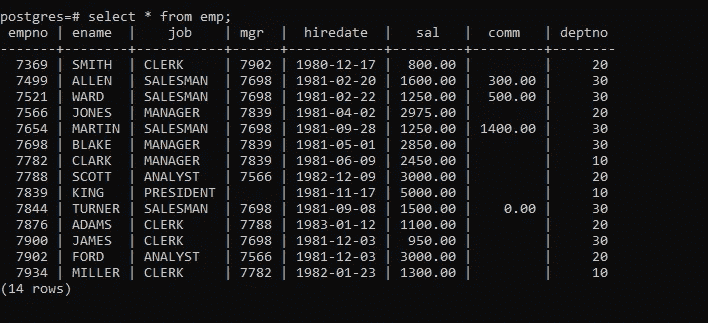 postgres=# select * from emp;
 empno | ename  |    job    | mgr  |  hiredate  |   sal   |  comm   | deptno
-------+--------+-----------+------+------------+---------+---------+--------
  7369 | SMITH  | CLERK     | 7902 | 1980-12-17 |  800.00 |         |     20
  7499 | ALLEN  | SALESMAN  | 7698 | 1981-02-20 | 1600.00 |  300.00 |     30
  7521 | WARD   | SALESMAN  | 7698 | 1981-02-22 | 1250.00 |  500.00 |     30
  7566 | JONES  | MANAGER   | 7839 | 1981-04-02 | 2975.00 |         |     20
  7654 | MARTIN | SALESMAN  | 7698 | 1981-09-28 | 1250.00 | 1400.00 |     30
  7698 | BLAKE  | MANAGER   | 7839 | 1981-05-01 | 2850.00 |         |     30
  7782 | CLARK  | MANAGER   | 7839 | 1981-06-09 | 2450.00 |         |     10
  7788 | SCOTT  | ANALYST   | 7566 | 1982-12-09 | 3000.00 |         |     20
  7839 | KING   | PRESIDENT |      | 1981-11-17 | 5000.00 |         |     10
  7844 | TURNER | SALESMAN  | 7698 | 1981-09-08 | 1500.00 |    0.00 |     30
  7876 | ADAMS  | CLERK     | 7788 | 1983-01-12 | 1100.00 |         |     20
  7900 | JAMES  | CLERK     | 7698 | 1981-12-03 |  950.00 |         |     30
  7902 | FORD   | ANALYST   | 7566 | 1981-12-03 | 3000.00 |         |     20
  7934 | MILLER | CLERK     | 7782 | 1982-01-23 | 1300.00 |         |     10
(14 rows)